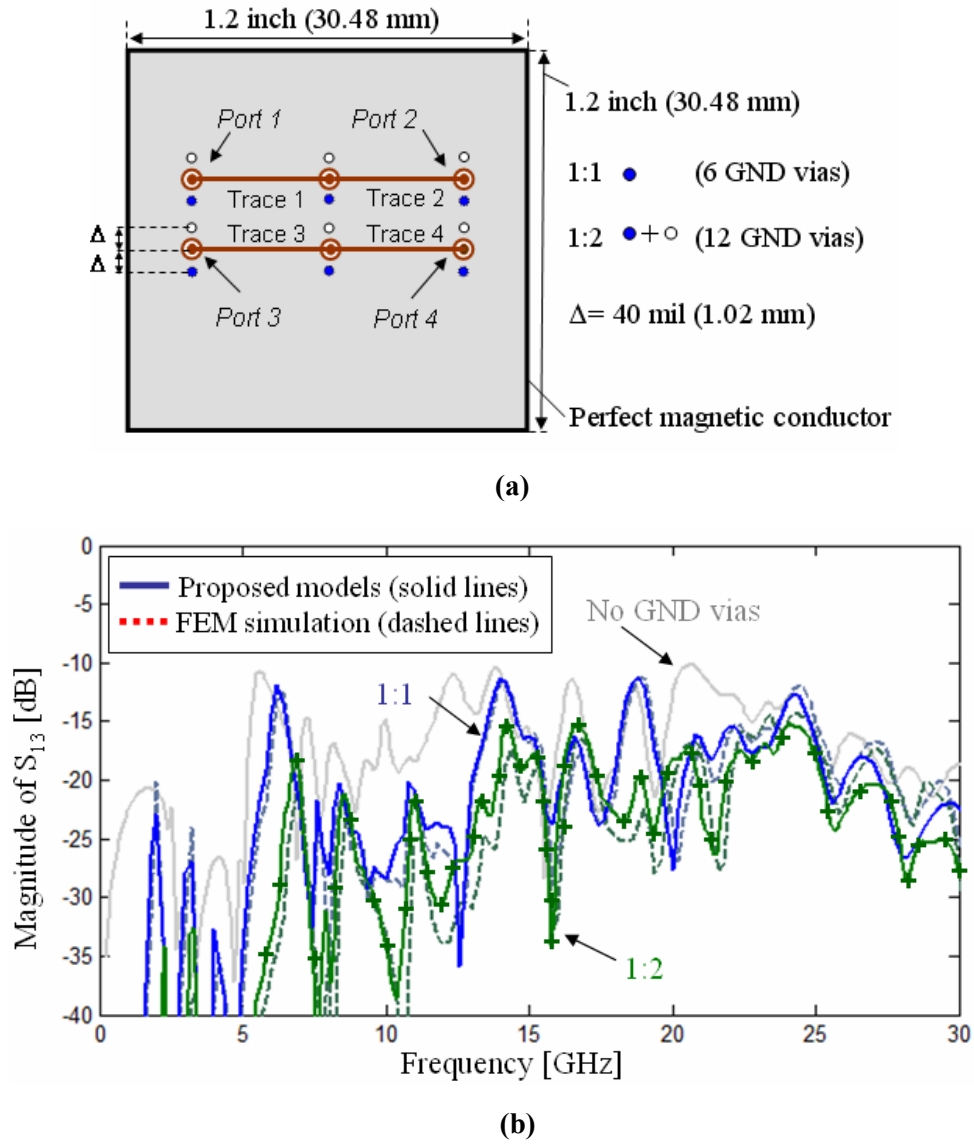 1.2 inch (30.48 mm)
1.2 inch (30.48 mm)
Port 1
Port 2
1:1 (6 GND vias)
Trace 1
Trace 2
Δ
Trace 3
Trace 4
1:2 + (12 GND vias)
Δ
Port 3
Port 4
Δ= 40 mil (1.02 mm)
Perfect magnetic conductor
(a)
Magnitude of S13 [dB]
0
-5
-10
-15
-20
-25
-30
-35
-40
Proposed models (solid lines)
FEM simulation (dashed lines)
No GND vias
1:1
1:2
0
5
10
15
20
25
30
Frequency [GHz]
(b)